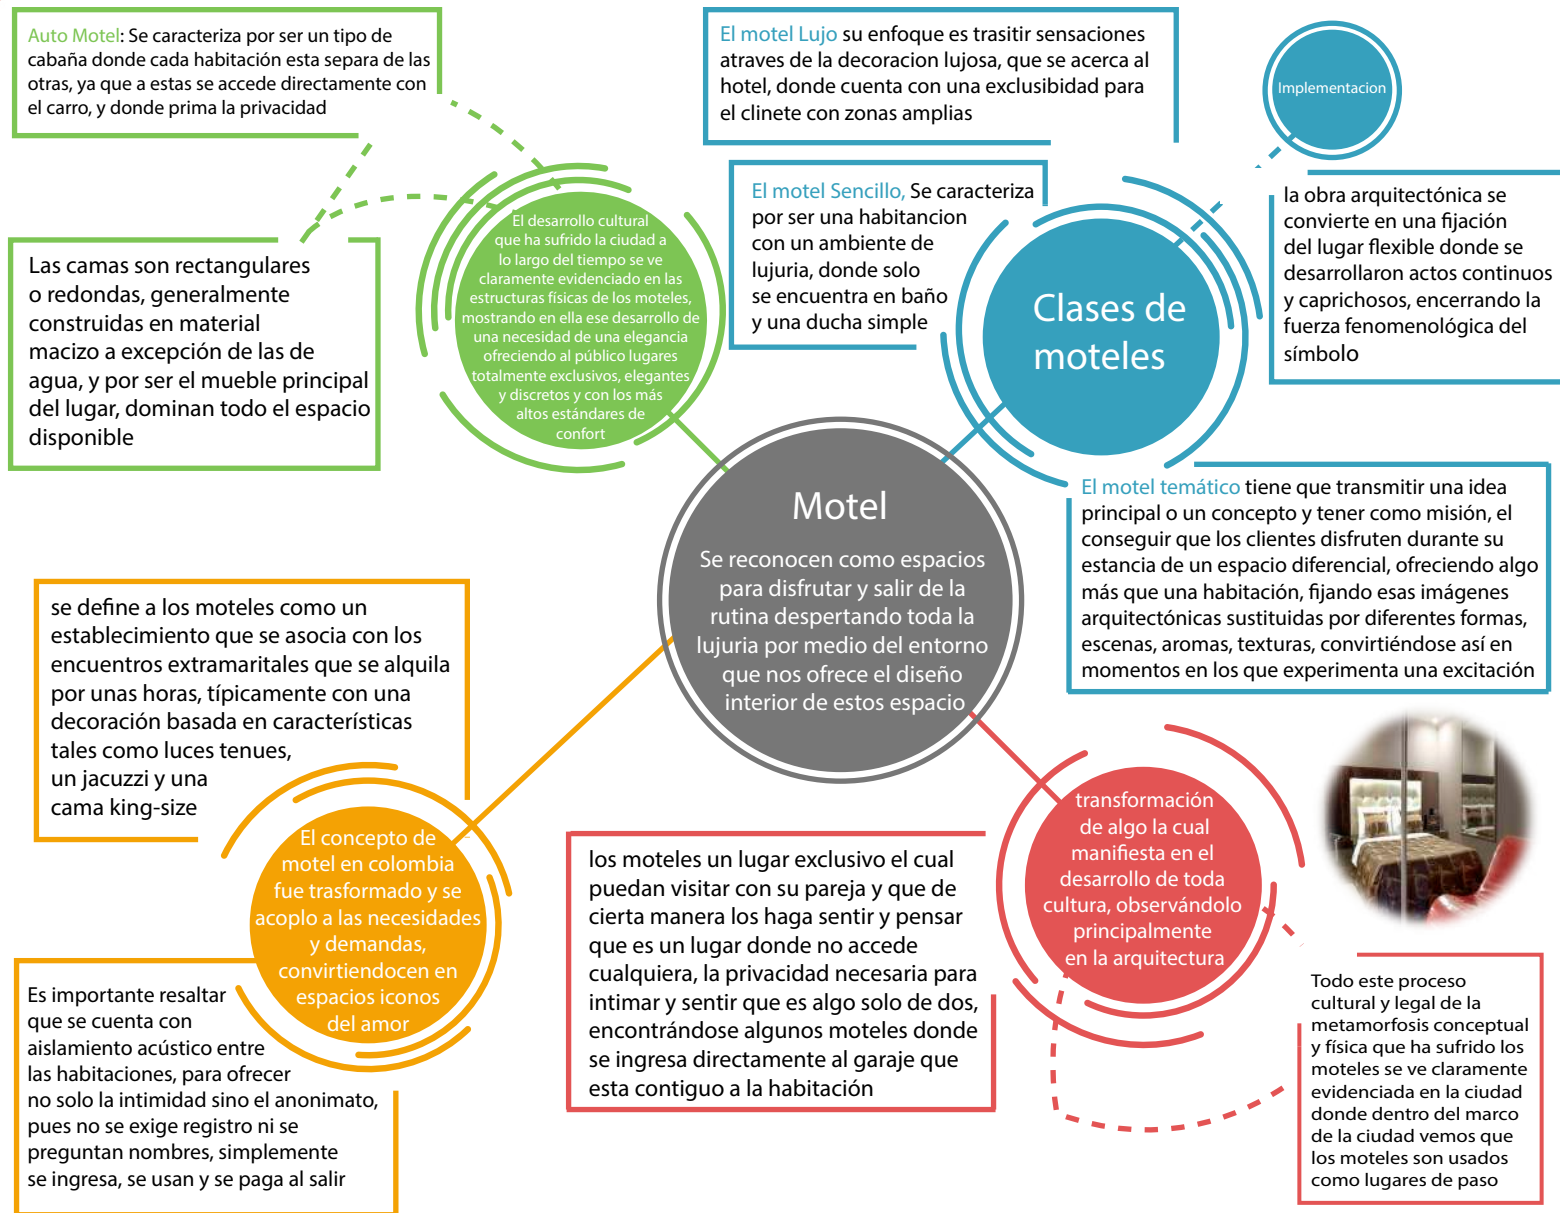 Auto Motel: Se caracteriza por ser un tipo de
cabaña donde cada habitación esta separa de las
otras, ya que a estas se accede directamente con
el carro, y donde prima la privacidad
El motel Lujo su enfoque es trasitir sensaciones
atraves de la decoracion lujosa, que se acerca al
hotel, donde cuenta con una exclusibidad para
el clinete con zonas amplias
Implementacion
El motel Sencillo, Se caracteriza
por ser una habitancion
con un ambiente de
lujuria, donde solo
se encuentra en baño
y una ducha simple
la obra arquitectónica se
convierte en una fijación
del lugar flexible donde se
desarrollaron actos continuos
y caprichosos, encerrando la
fuerza fenomenológica del
símbolo
El desarrollo cultural
que ha sufrido la ciudad a
lo largo del tiempo se ve
claramente evidenciado en las
estructuras físicas de los moteles,
mostrando en ella ese desarrollo de
una necesidad de una elegancia
ofreciendo al público lugares
totalmente exclusivos, elegantes
y discretos y con los más
altos estándares de
confort
Las camas son rectangulares
o redondas, generalmente
construidas en material
macizo a excepción de las de
agua, y por ser el mueble principal
del lugar, dominan todo el espacio
disponible
Clases de
moteles
Motel
Se reconocen como espacios
para disfrutar y salir de la
rutina despertando toda la
lujuria por medio del entorno
que nos ofrece el diseño
interior de estos espacio
El motel temático tiene que transmitir una idea
principal o un concepto y tener como misión, el
conseguir que los clientes disfruten durante su
estancia de un espacio diferencial, ofreciendo algo
más que una habitación, fijando esas imágenes
arquitectónicas sustituidas por diferentes formas,
escenas, aromas, texturas, convirtiéndose así en
momentos en los que experimenta una excitación
se define a los moteles como un
establecimiento que se asocia con los
encuentros extramaritales que se alquila
por unas horas, típicamente con una
decoración basada en características
tales como luces tenues,
un jacuzzi y una
cama king-size
El concepto de
motel en colombia
fue trasformado y se
acoplo a las necesidades
y demandas,
convirtiendocen en
espacios iconos
del amor
Es importante resaltar
que se cuenta con
aislamiento acústico entre
las habitaciones, para ofrecer
no solo la intimidad sino el anonimato,
pues no se exige registro ni se
preguntan nombres, simplemente
se ingresa, se usan y se paga al salir
los moteles un lugar exclusivo el cual
puedan visitar con su pareja y que de
cierta manera los haga sentir y pensar
que es un lugar donde no accede
cualquiera, la privacidad necesaria para
intimar y sentir que es algo solo de dos,
encontrándose algunos moteles donde
se ingresa directamente al garaje que
esta contiguo a la habitación
transformación
de algo la cual
manifiesta en el
desarrollo de toda
cultura, observándolo
principalmente
en la arquitectura
Todo este proceso
cultural y legal de la
metamorfosis conceptual
y física que ha sufrido los
moteles se ve claramente
evidenciada en la ciudad
donde dentro del marco
de la ciudad vemos que
los moteles son usados
como lugares de paso